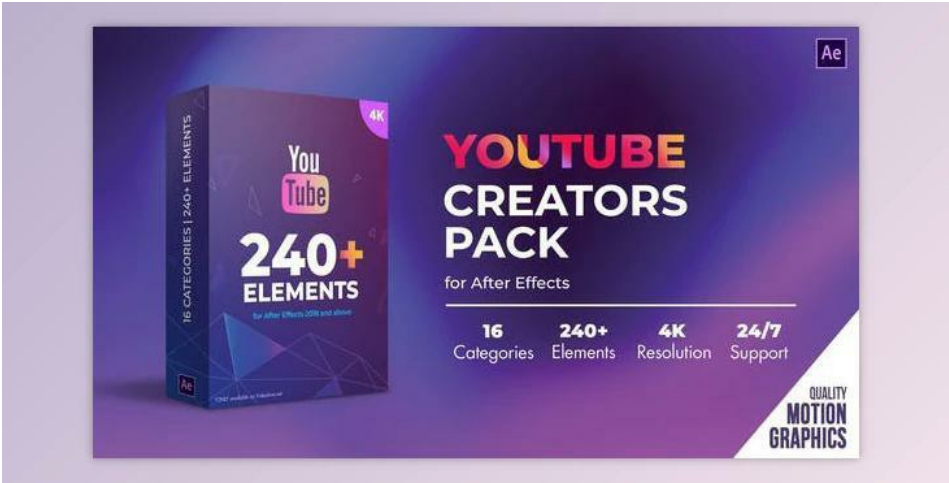 Ae
YOUTUBE
CREATORS
PACK
for After Effects
16
Categories
240+
Elements
4K
Resolution
24/7
Support
QUALITY
MOTION
GRAPHICS
16 CATEGORIES | 240+ ELEMENTS
Ae
4K
You
Tube
240+
ELEMENTS
for After Effects 2018 and above